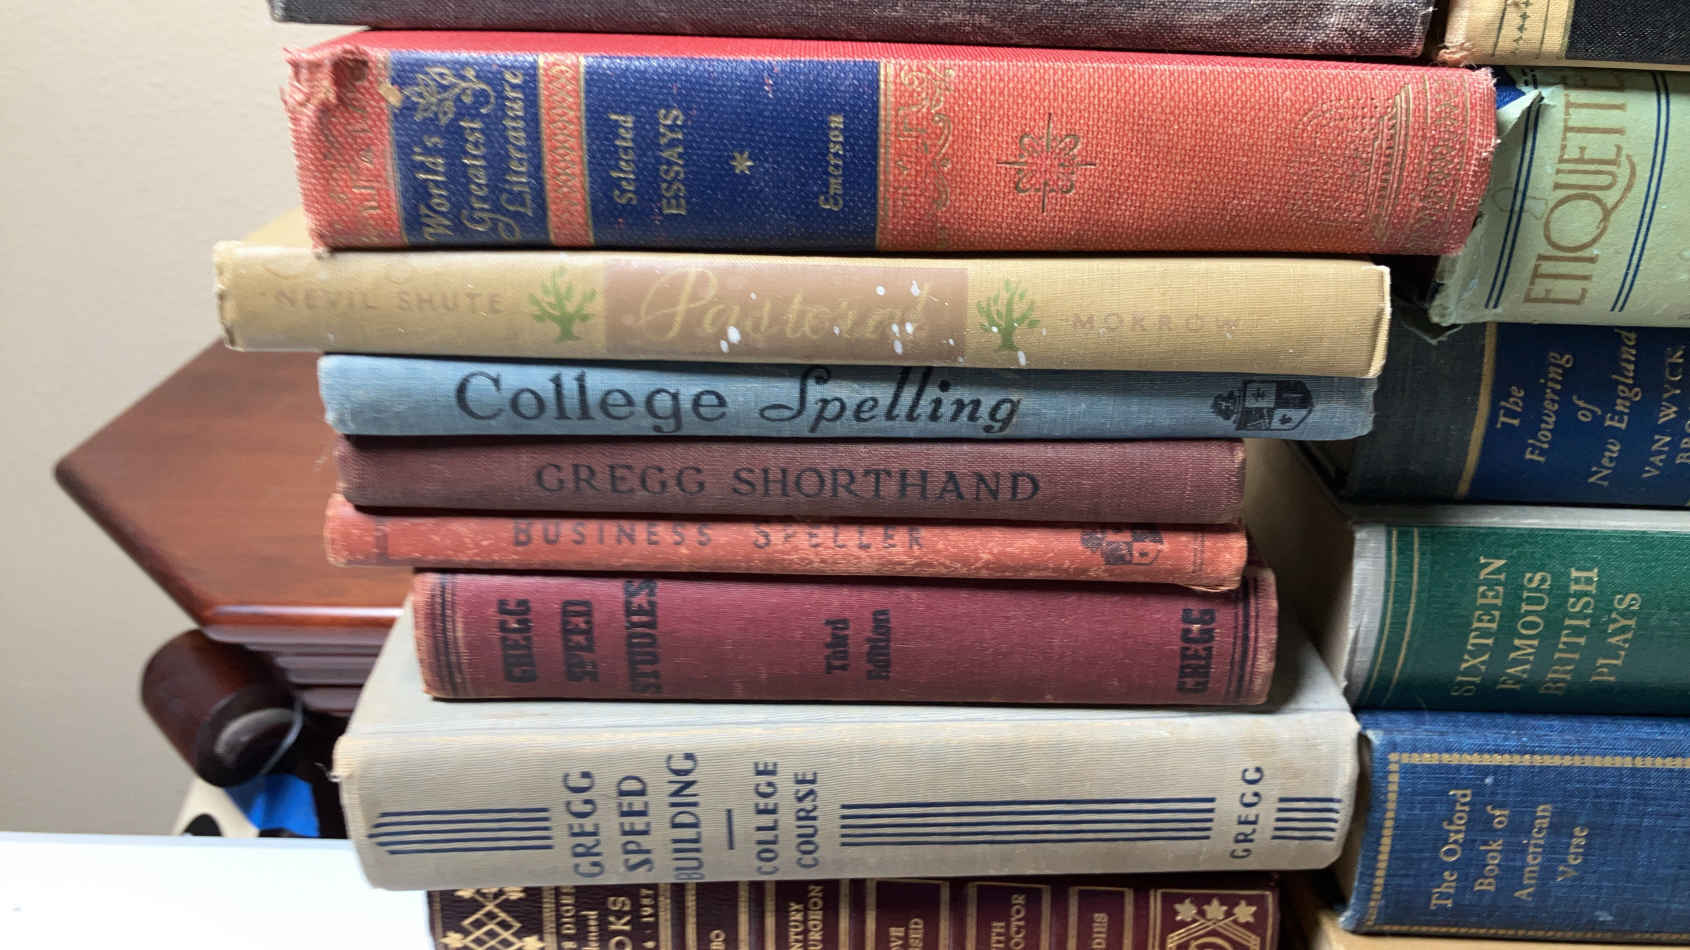 World's
Greatest
Literature
Selected
ESSAYS
Emerson
NEVIL SHUTE
Pastoral
MORROW
College Spelling
GREGG SHORTHAND
BUSINESS SPELLER
GREGG
SPEED
STUDIES
Third
Edition
GREGG
GREGG
SPEED
BUILDING
—
COLLEGE
COURSE
GREGG
ETIQUETTE
The
Flowering
of
New England
VAN WYCK
SIXTEEN
FAMOUS
BRITISH
PLAYS
The Oxford
Book of
American
Verse